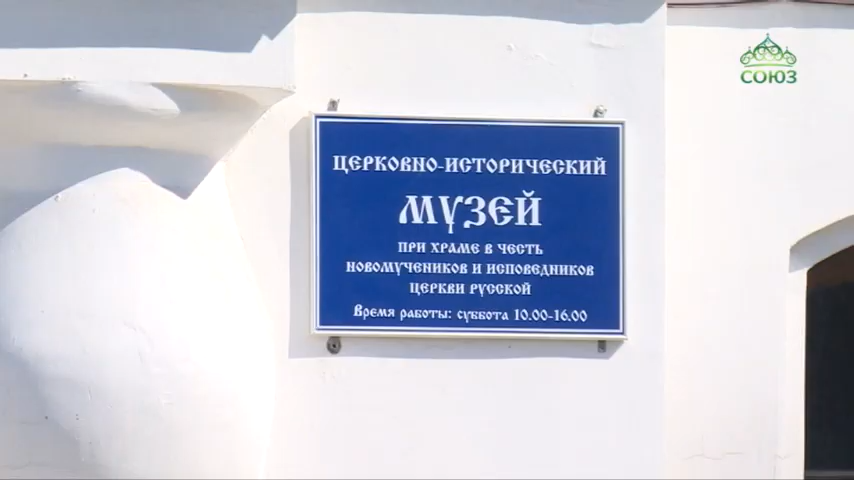 СОЮЗ
ЦЕРКОВНО-ИСТОРИЧЕСКИЙ
МУЗЕЙ
ПРИ ХРАМЕ В ЧЕСТЬ
НОВОМУЧЕНИКОВ И ИСПОВЕДНИКОВ
ЦЕРКВИ РУССКОЙ
Время работы: суббота 10.00-16.00